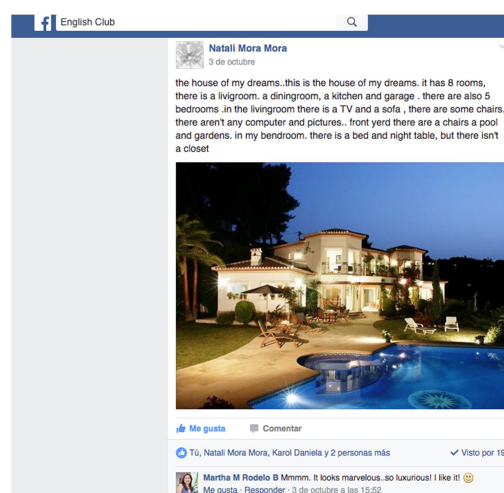 English Club
Natali Mora Mora
3 de octubre
the house of my dreams..this is the house of my dreams. it has 8 rooms,
there is a livigroom. a diningroom, a kitchen and garage . there are also 5
bedrooms .in the livingroom there is a TV and a sofa , there are some chairs.
there aren't any computer and pictures.. front yerd there are a chairs a pool
and gardens. in my bendroom. there is a bed and night table, but there isn't
a closet
Me gusta Comentar
Tú, Natali Mora Mora, Karol Daniela y 2 personas más Visto por 19
Martha M Rodelo B Mmmm. It looks marvelous..so luxurious! I like it!
Me gusta · Responder · 3 de octubre a las 15:52